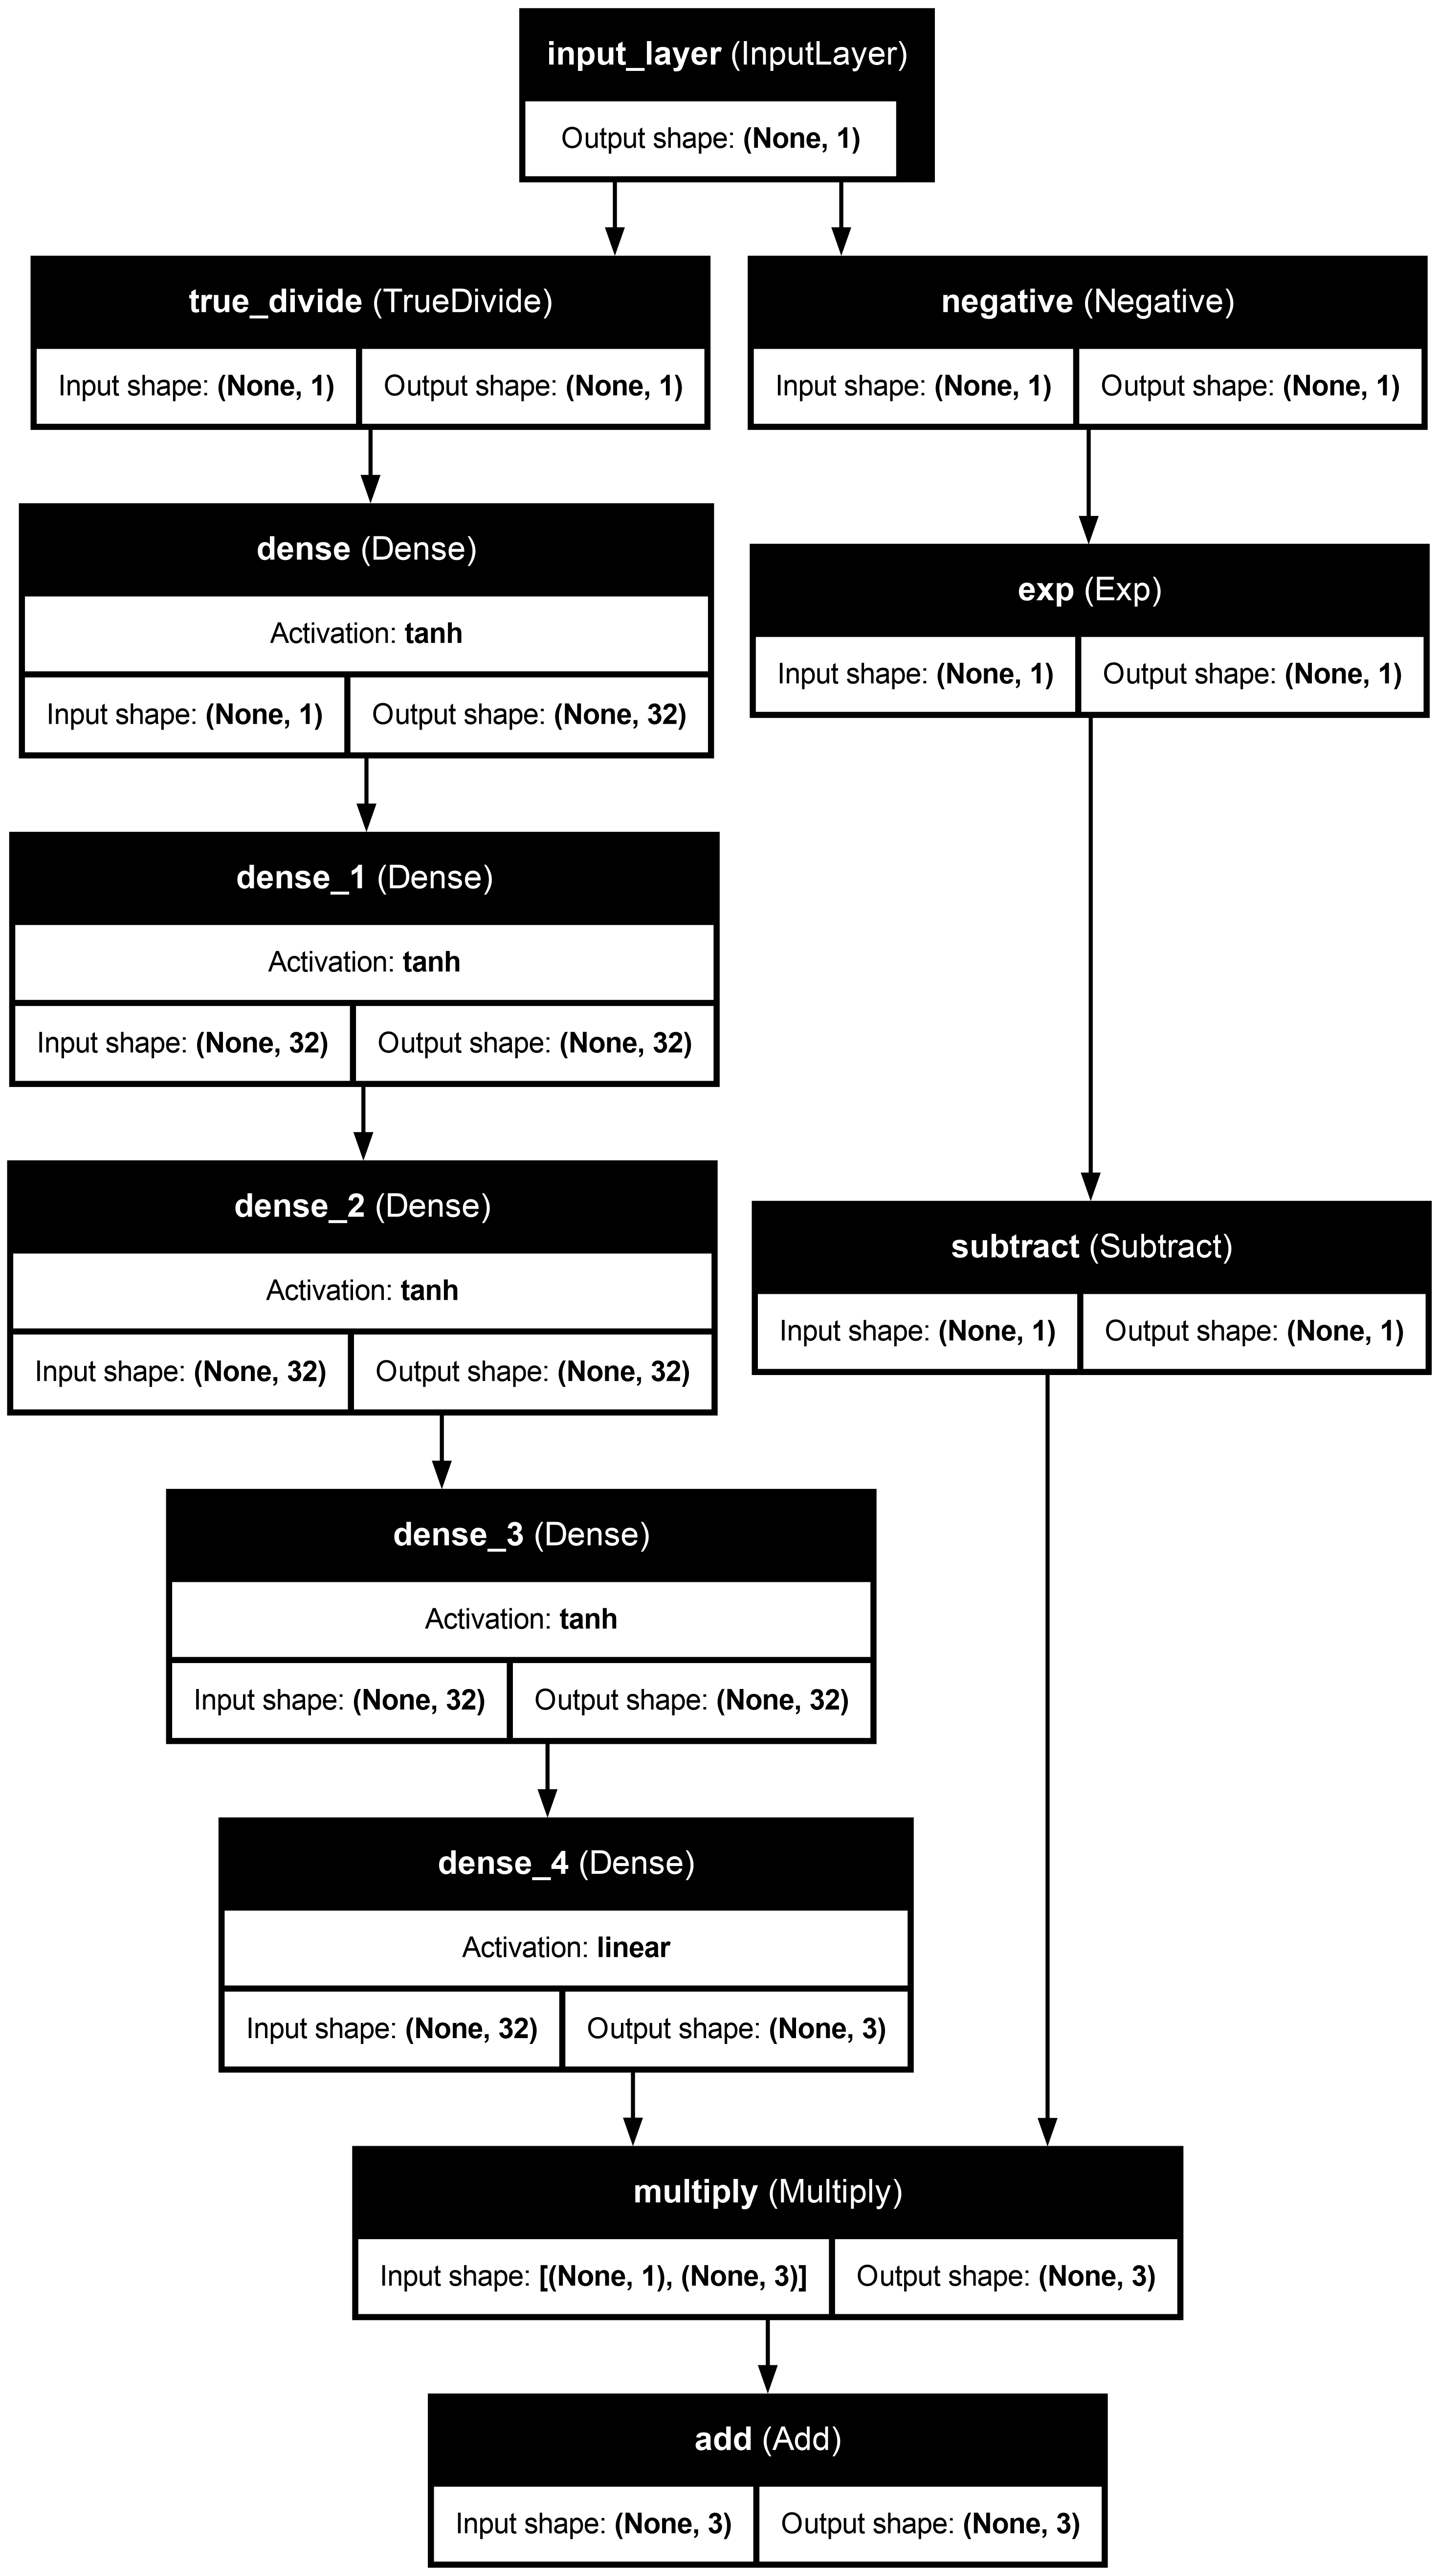 input_layer (InputLayer)
Output shape: (None, 1)
true_divide (TrueDivide)
Input shape: (None, 1) Output shape: (None, 1)
negative (Negative)
Input shape: (None, 1) Output shape: (None, 1)
dense (Dense)
Activation: tanh
Input shape: (None, 1) Output shape: (None, 32)
exp (Exp)
Input shape: (None, 1) Output shape: (None, 1)
dense_1 (Dense)
Activation: tanh
Input shape: (None, 32) Output shape: (None, 32)
dense_2 (Dense)
Activation: tanh
Input shape: (None, 32) Output shape: (None, 32)
subtract (Subtract)
Input shape: (None, 1) Output shape: (None, 1)
dense_3 (Dense)
Activation: tanh
Input shape: (None, 32) Output shape: (None, 32)
dense_4 (Dense)
Activation: linear
Input shape: (None, 32) Output shape: (None, 3)
multiply (Multiply)
Input shape: [(None, 1), (None, 3)] Output shape: (None, 3)
add (Add)
Input shape: (None, 3) Output shape: (None, 3)